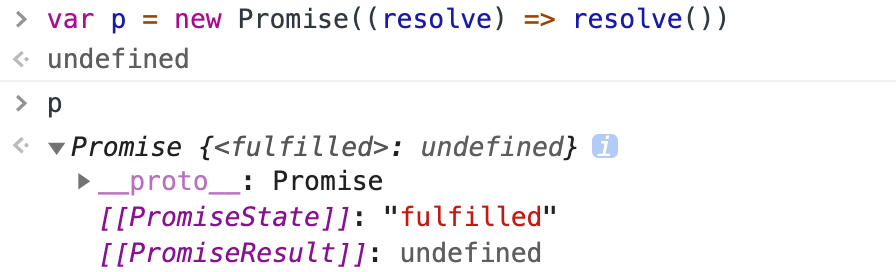 > var p = new Promise((resolve) => resolve())
undefined
> p
Promise {<fulfilled>: undefined} i
__proto__: Promise
[[PromiseState]]: "fulfilled"
[[PromiseResult]]: undefined